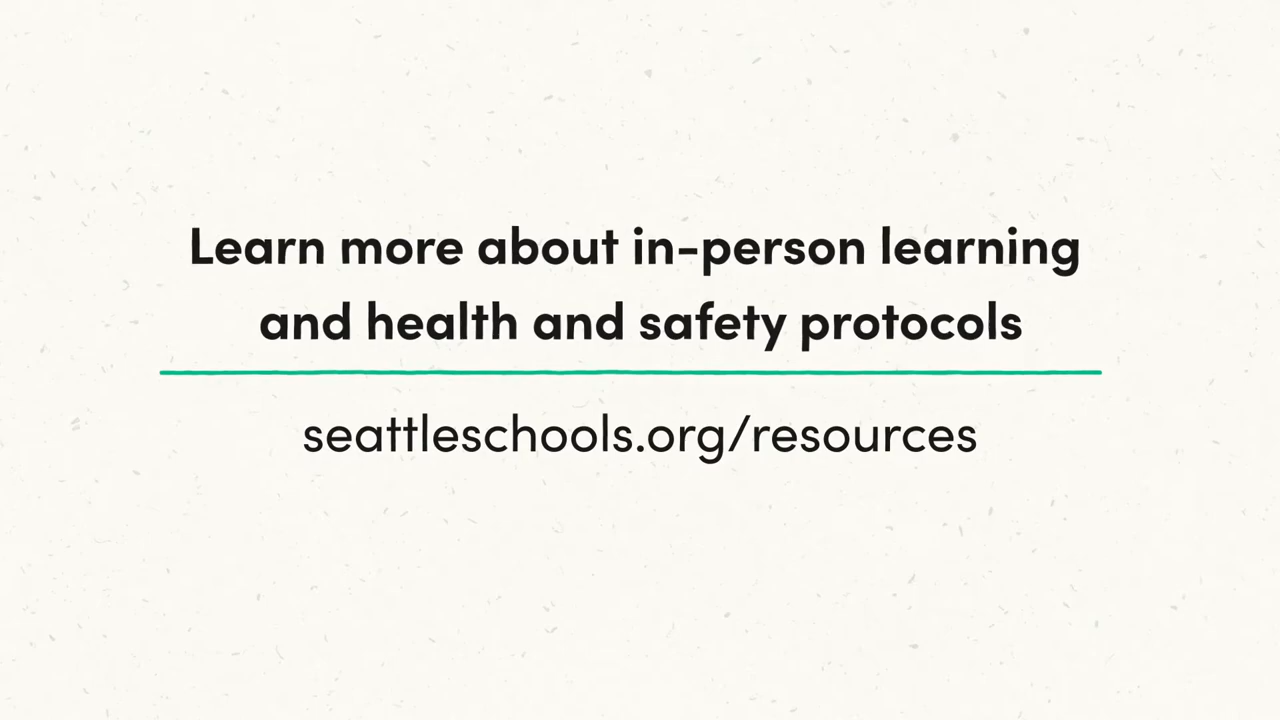 Learn more about in-person learning
and health and safety protocols
seattleschools.org/resources